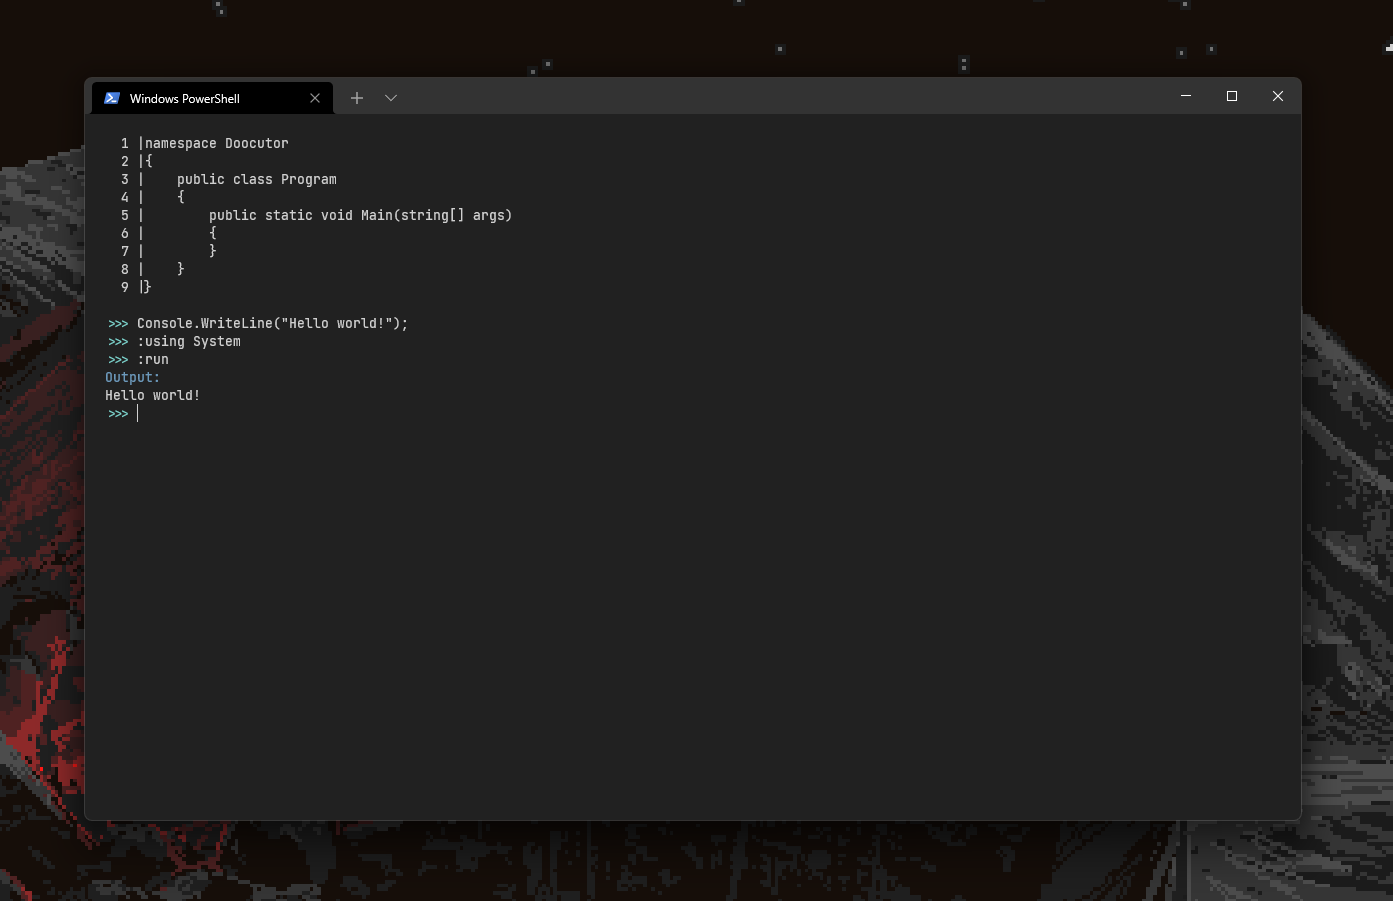 Windows PowerShell
1 |namespace Doocutor
2 |{
3 |    public class Program
4 |    {
5 |        public static void Main(string[] args)
6 |        {
7 |        }
8 |    }
9 |}
>>> Console.WriteLine("Hello world!");
>>> :using System
>>> :run
Output:
Hello world!
>>>